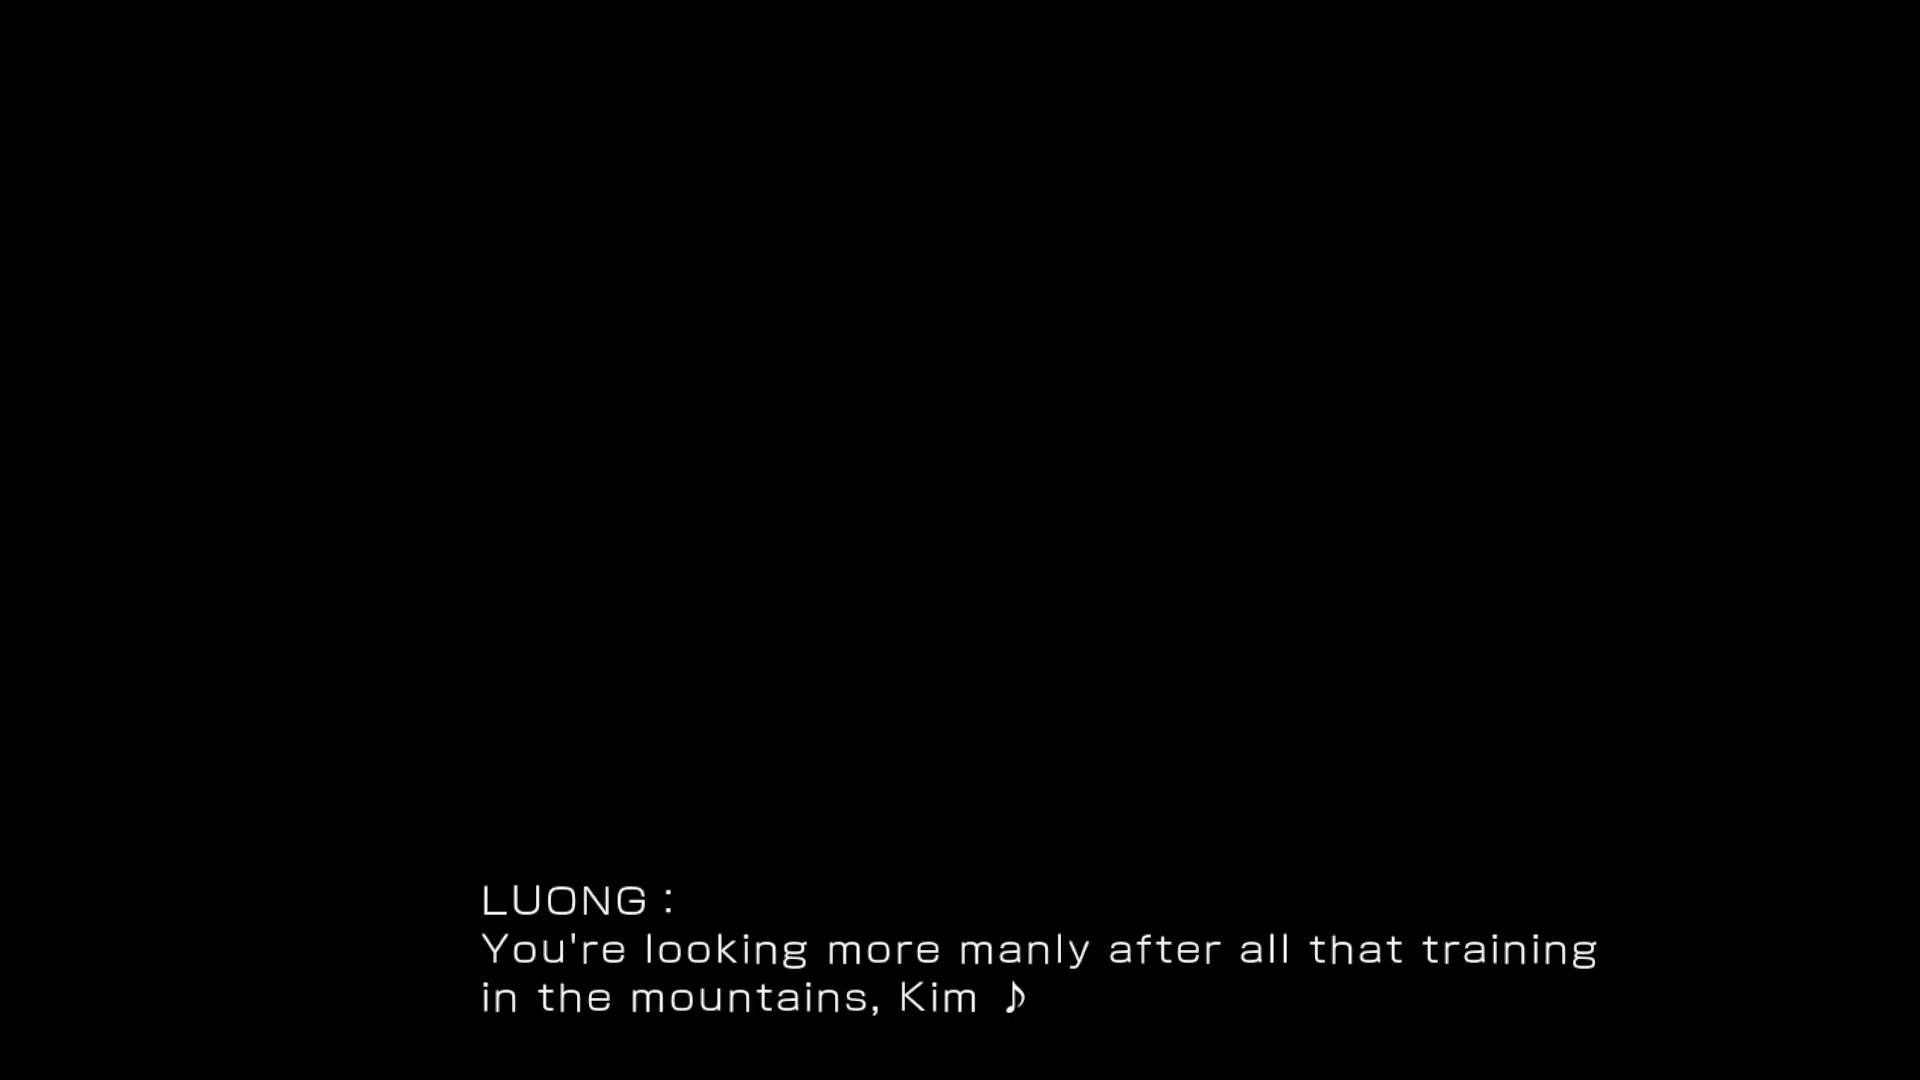 LUONG :
You're looking more manly after all that training
in the mountains, Kim ♪